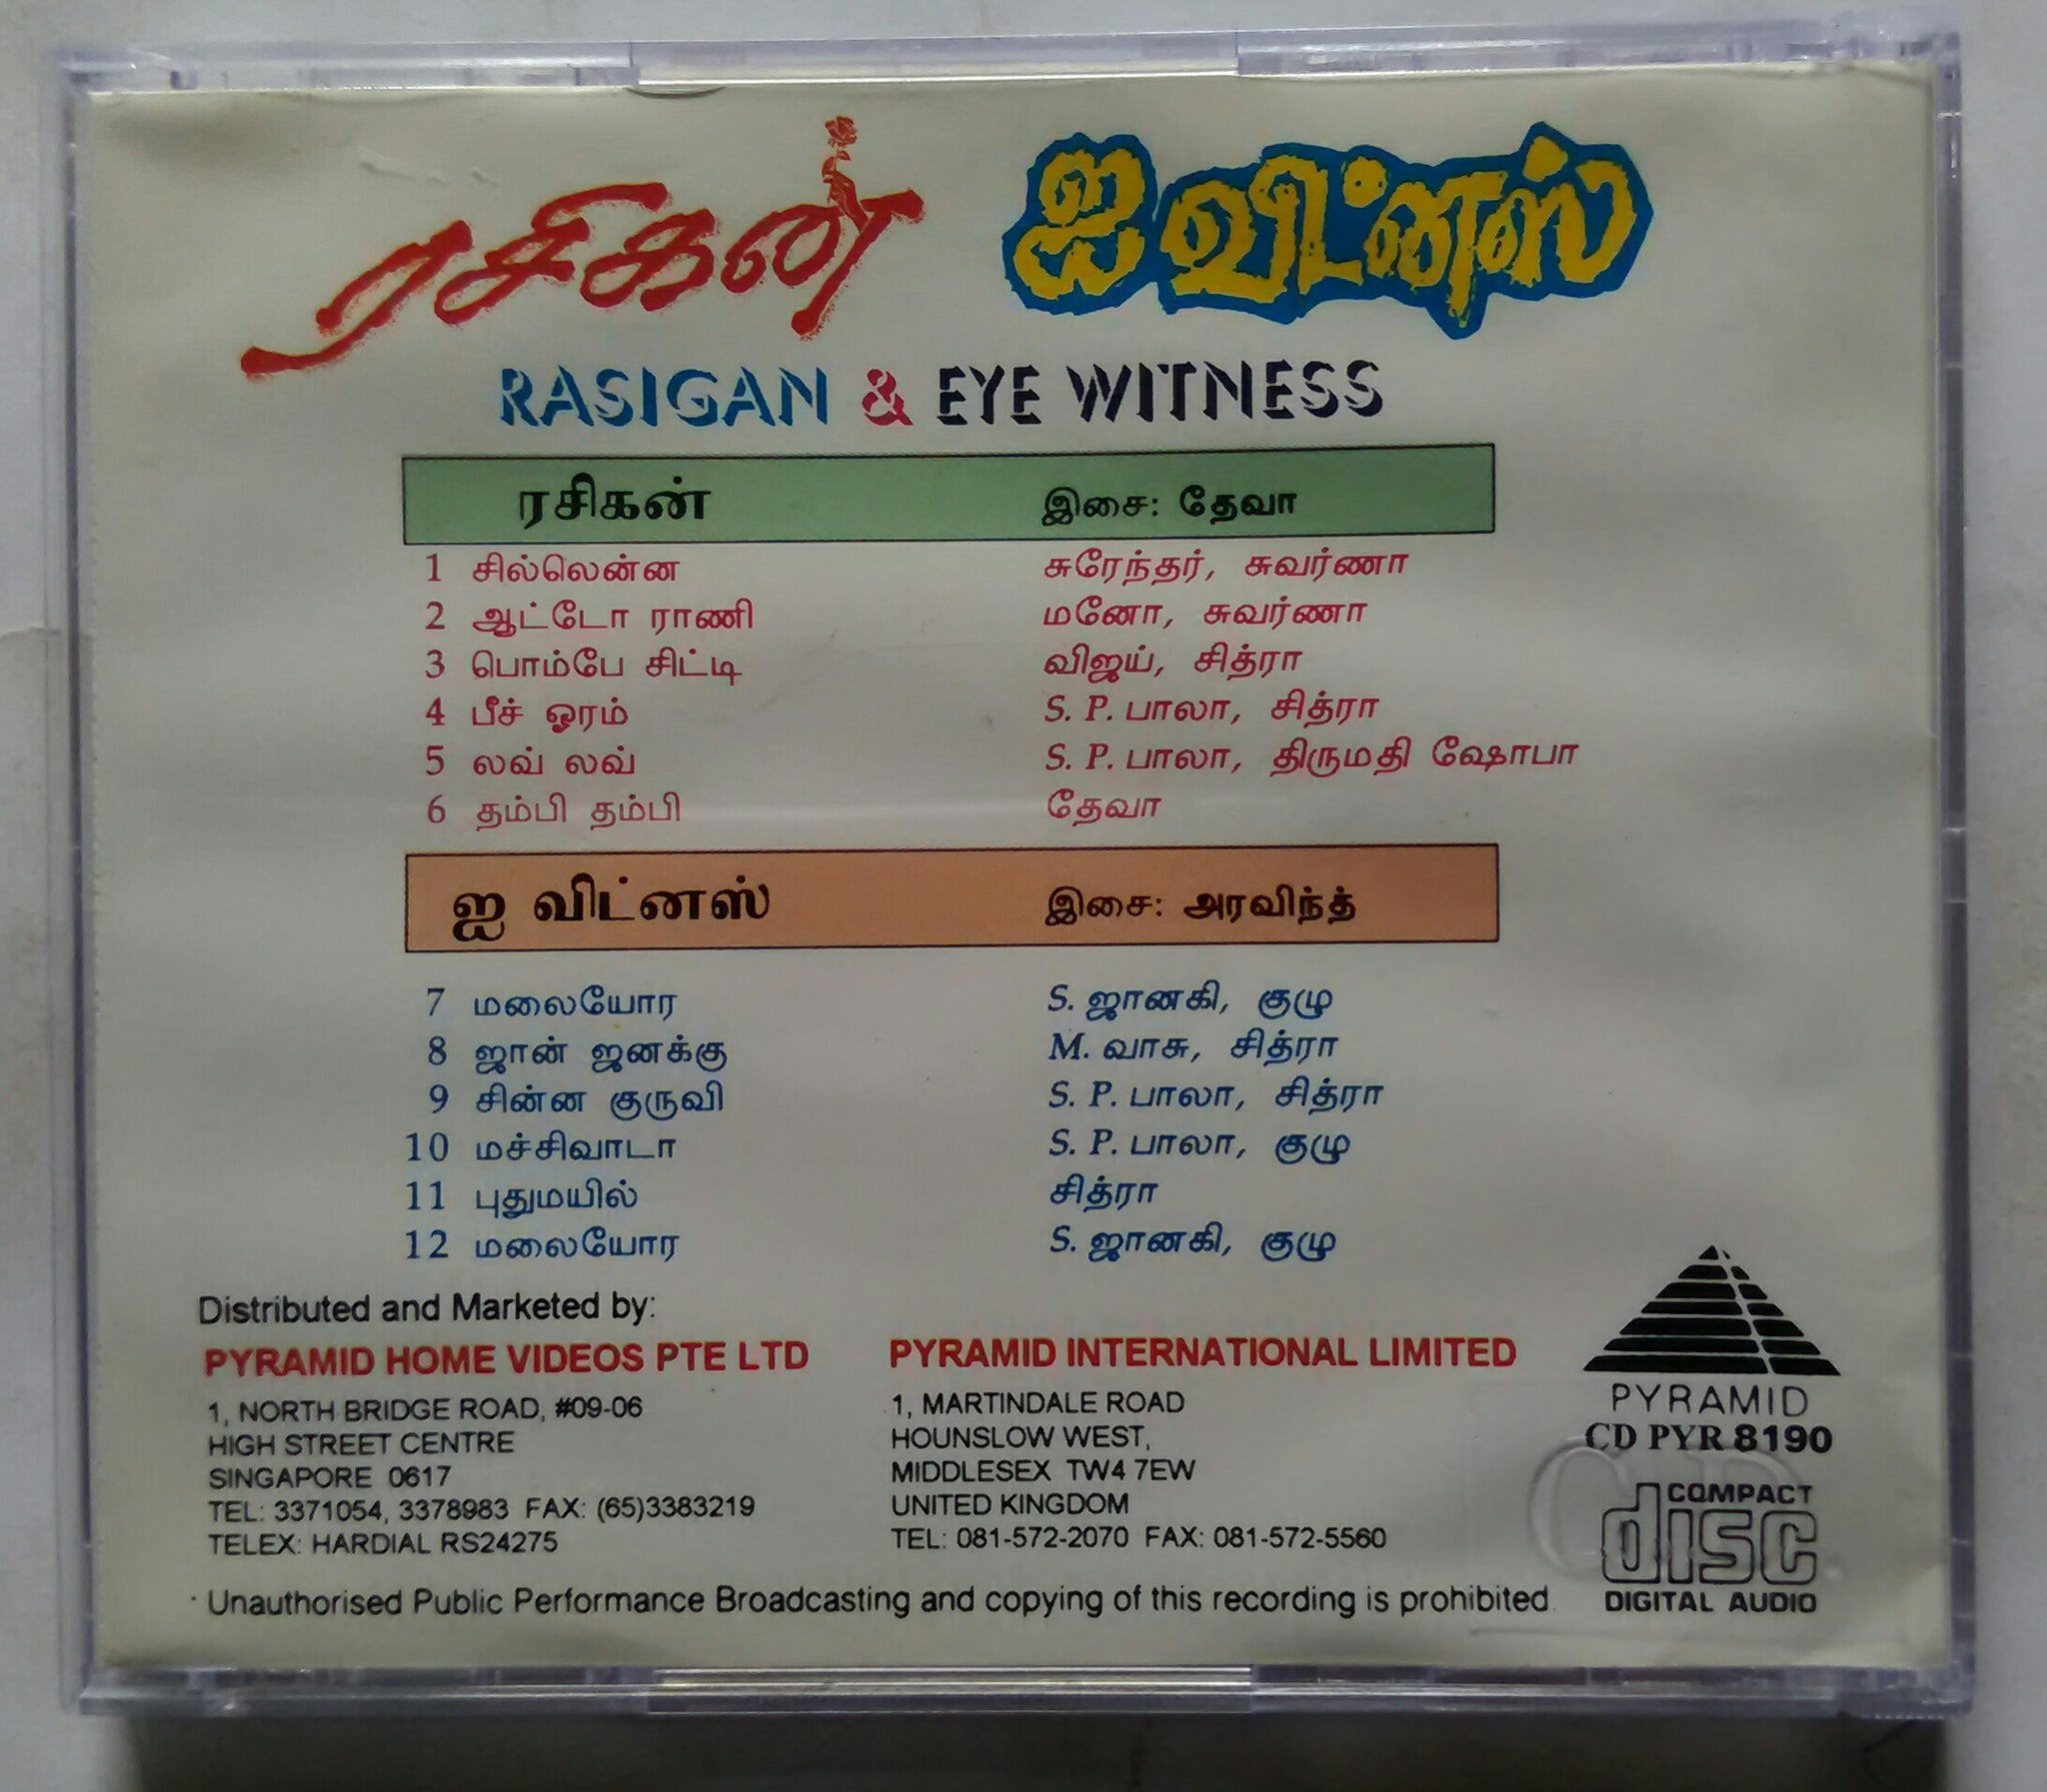 ரசிகன் ஐ விட்னஸ்
RASIGAN & EYE WITNESS
ரசிகன் இசை: தேவா
1 சில்லென்ன சுரேந்தர், சுவர்ணா
2 ஆட்டோ ராணி மனோ, சுவர்ணா
3 பொம்பே சிட்டி விஜய், சித்ரா
4 பீச் ஓரம் S. P. பாலா, சித்ரா
5 லவ் லவ் S. P. பாலா, திருமதி ஷோபா
6 தம்பி தம்பி தேவா
ஐ விட்னஸ் இசை: அரவிந்த்
7 மலையோர S. ஜானகி, குழு
8 ஜான் ஜனக்கு M. வாசு, சித்ரா
9 சின்ன குருவி S. P. பாலா, சித்ரா
10 மச்சிவாடா S. P. பாலா, குழு
11 புதுமயில் சித்ரா
12 மலையோர S. ஜானகி, குழு
Distributed and Marketed by:
PYRAMID HOME VIDEOS PTE LTD
1, NORTH BRIDGE ROAD, #09-06
HIGH STREET CENTRE
SINGAPORE 0617
TEL: 3371054, 3378983 FAX: (65)3383219
TELEX: HARDIAL RS24275
PYRAMID INTERNATIONAL LIMITED
1, MARTINDALE ROAD
HOUNSLOW WEST,
MIDDLESEX TW4 7EW
UNITED KINGDOM
TEL: 081-572-2070 FAX: 081-572-5560
PYRAMID
CD PYR 8190
COMPACT
disc
DIGITAL AUDIO
Unauthorised Public Performance Broadcasting and copying of this recording is prohibited.